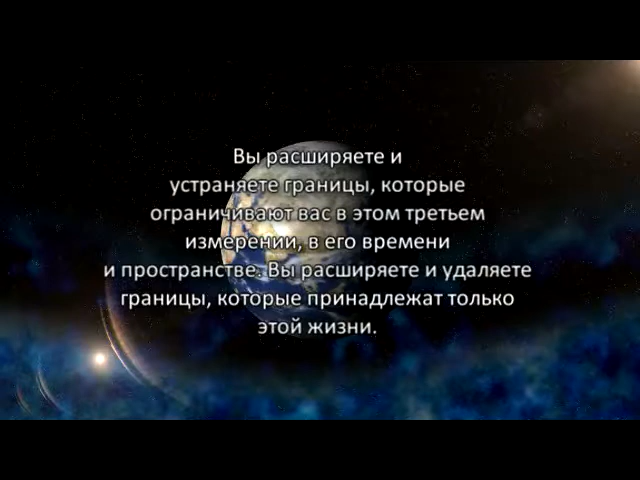 Вы расширяете и
устраняете границы, которые
ограничивают вас в этом третьем
измерении, в его времени
и пространстве. Вы расширяете и удаляете
границы, которые принадлежат только
этой жизни.